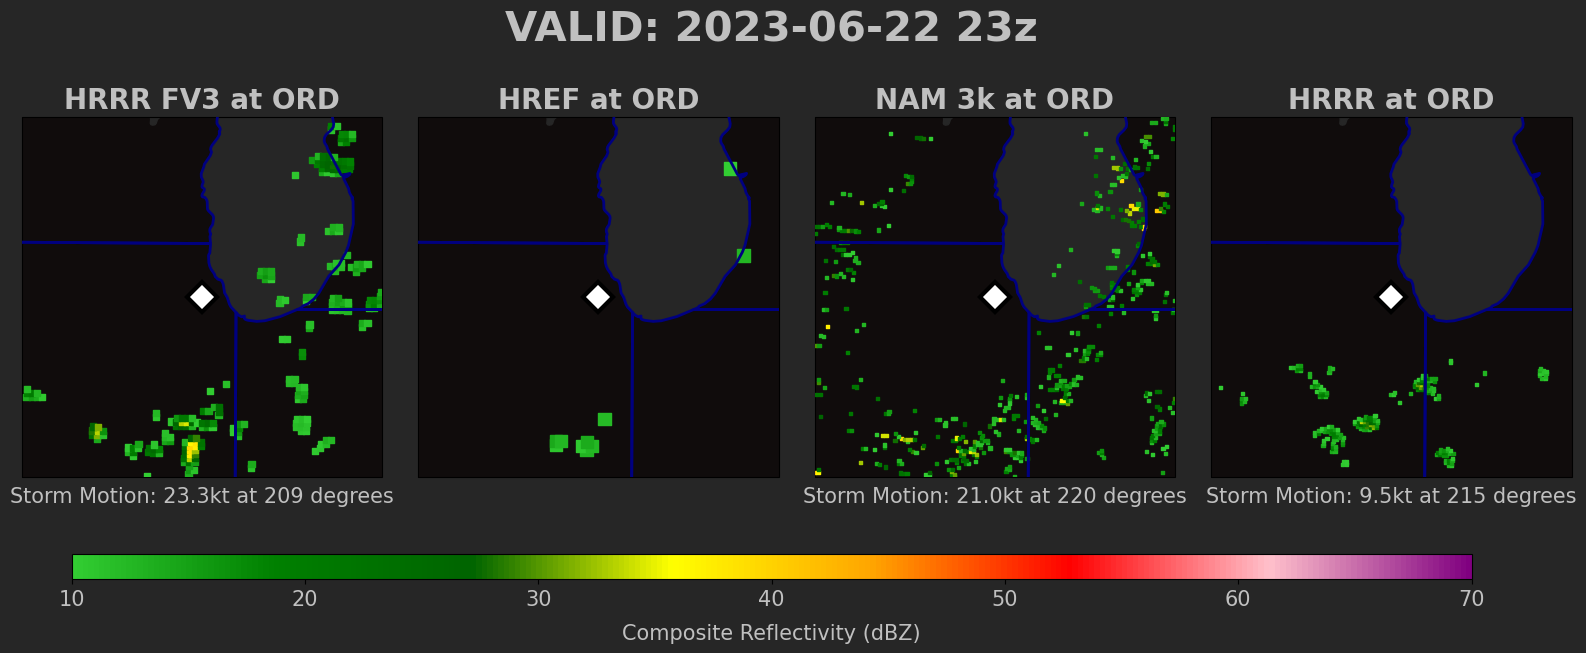 VALID: 2023-06-22 23z
HRRR FV3 at ORD
HREF at ORD
NAM 3k at ORD
HRRR at ORD
Storm Motion: 23.3kt at 209 degrees
Storm Motion: 21.0kt at 220 degrees
Storm Motion: 9.5kt at 215 degrees
10 20 30 40 50 60 70
Composite Reflectivity (dBZ)